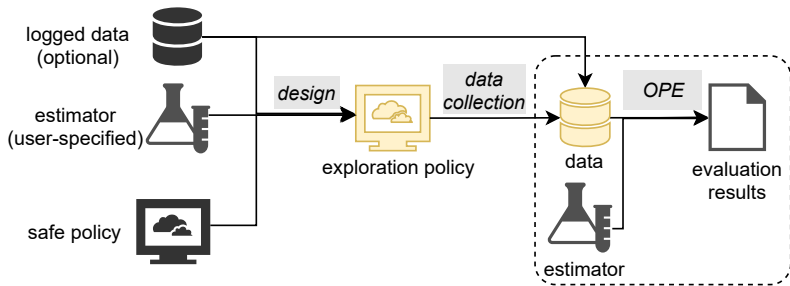 logged data
(optional)
estimator
(user-specified)
safe policy
design
exploration policy
data
collection
data
estimator
OPE
evaluation
results